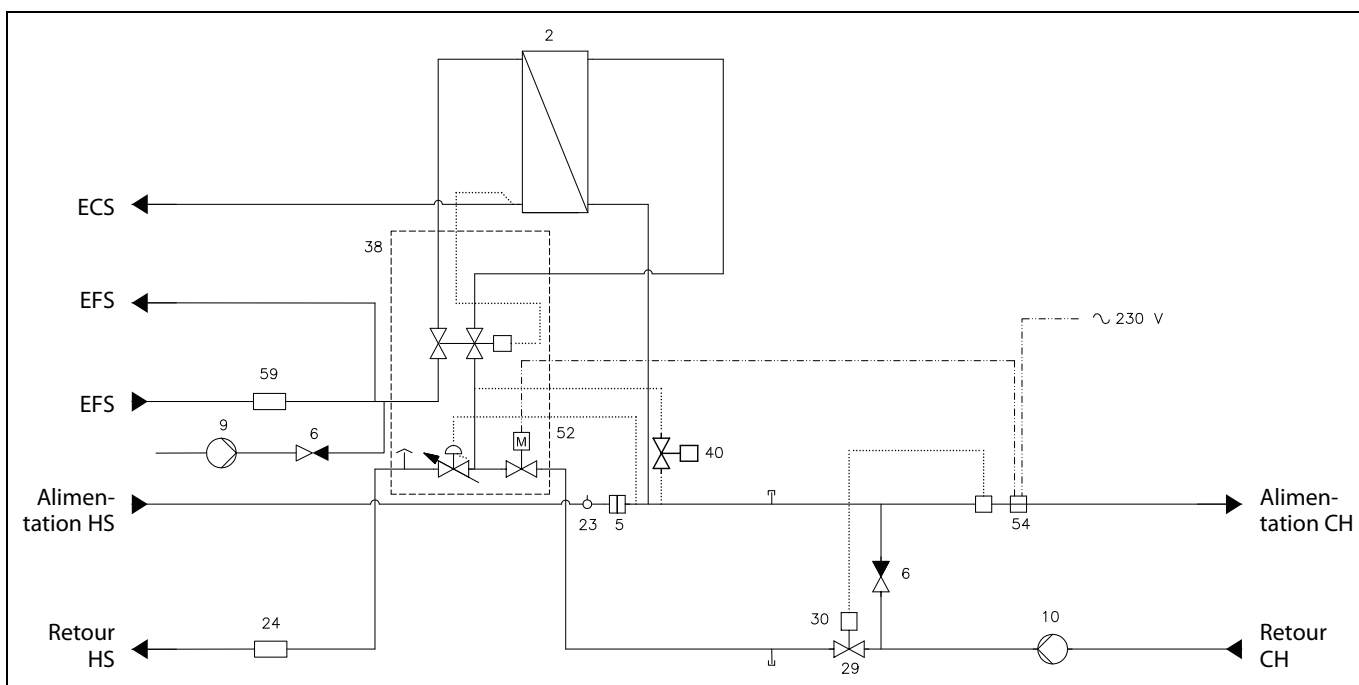 2
ECS
38
EFS
~ 230 V
59
EFS
9
6
M
52
40
Alimen-
tation HS
23
5
54
Alimen-
tation CH
6
Retour
HS
24
30
29
10
Retour
CH